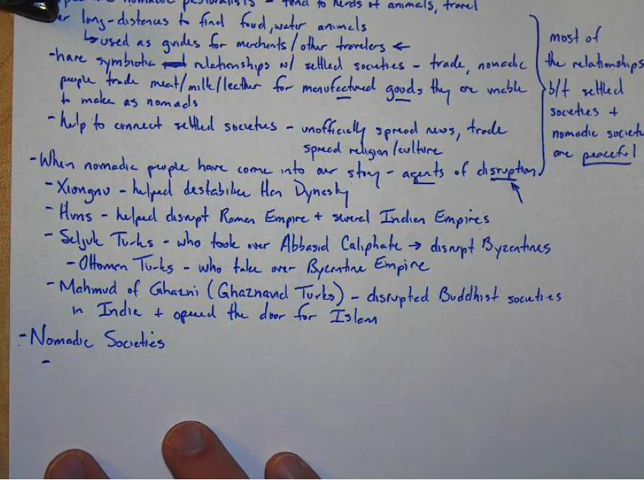 nomadic pastoralists - tend to herds of animals, travel
long-distances to find food, water animals
↳ used as guides for merchants/other travelers ←
- have symbiotic relationships w/ settled societies - trade, nomadic
people trade meat/milk/leather for manufactured goods they are unable
to make as nomads
- help to connect settled societies - unofficially spread news, trade
spread religion/culture
most of
the relationships
b/t settled
societies +
nomadic societ
are peaceful
- When nomadic people have come into our story - agents of disruption
- Xiongnu - helped destabilize Han Dynasty
- Huns - helped disrupt Roman Empire + several Indian Empires
- Seljuk Turks - who took over Abbasid Caliphate → disrupt Byzantines
- Ottoman Turks - who take over Byzantine Empire
- Mahmud of Ghazni (Ghaznavid Turks) - disrupted Buddhist societies
in India + opened the door for Islam
- Nomadic Societies
-